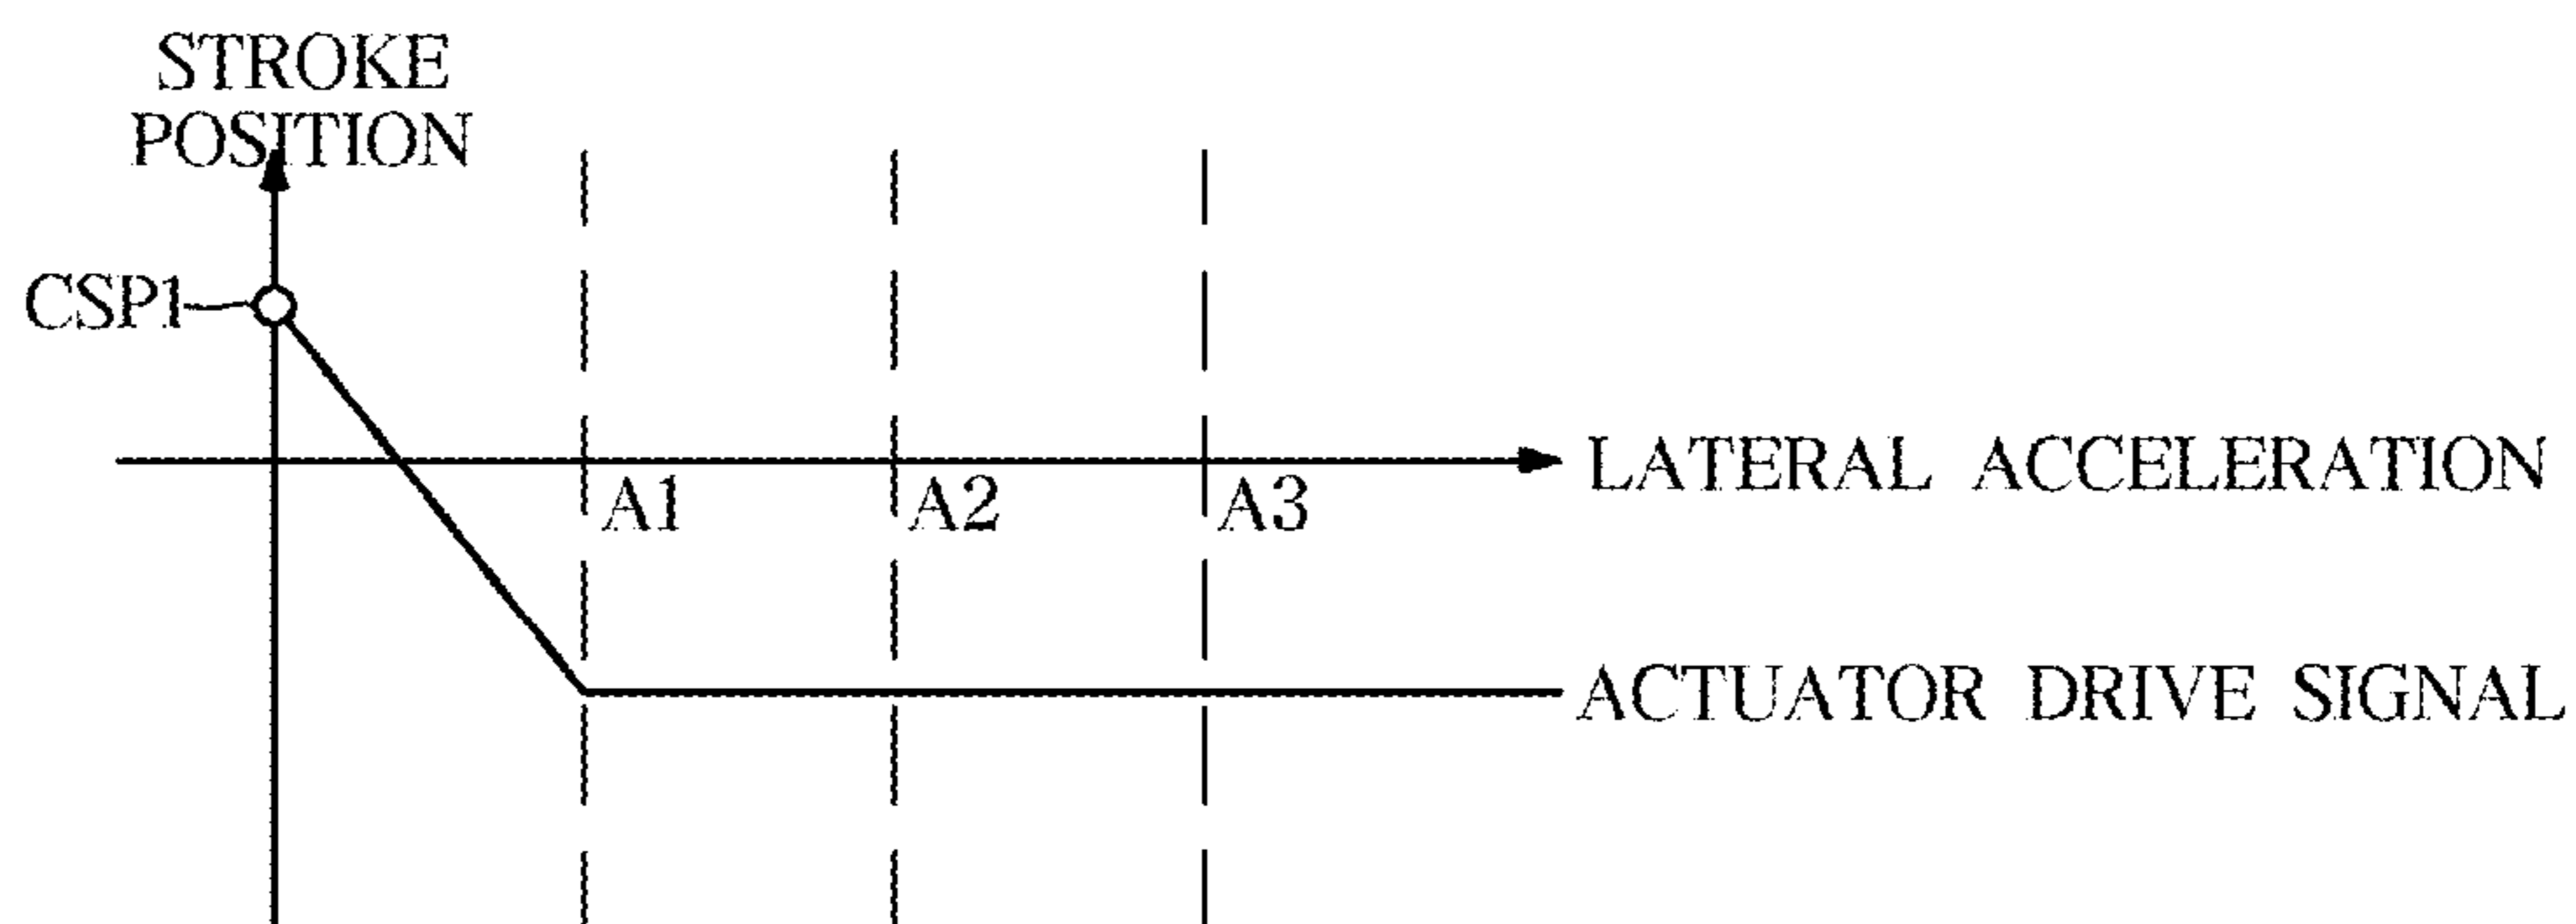 STROKE
POSITION
CSP1
LATERAL ACCELERATION
A1
A2
A3
ACTUATOR DRIVE SIGNAL